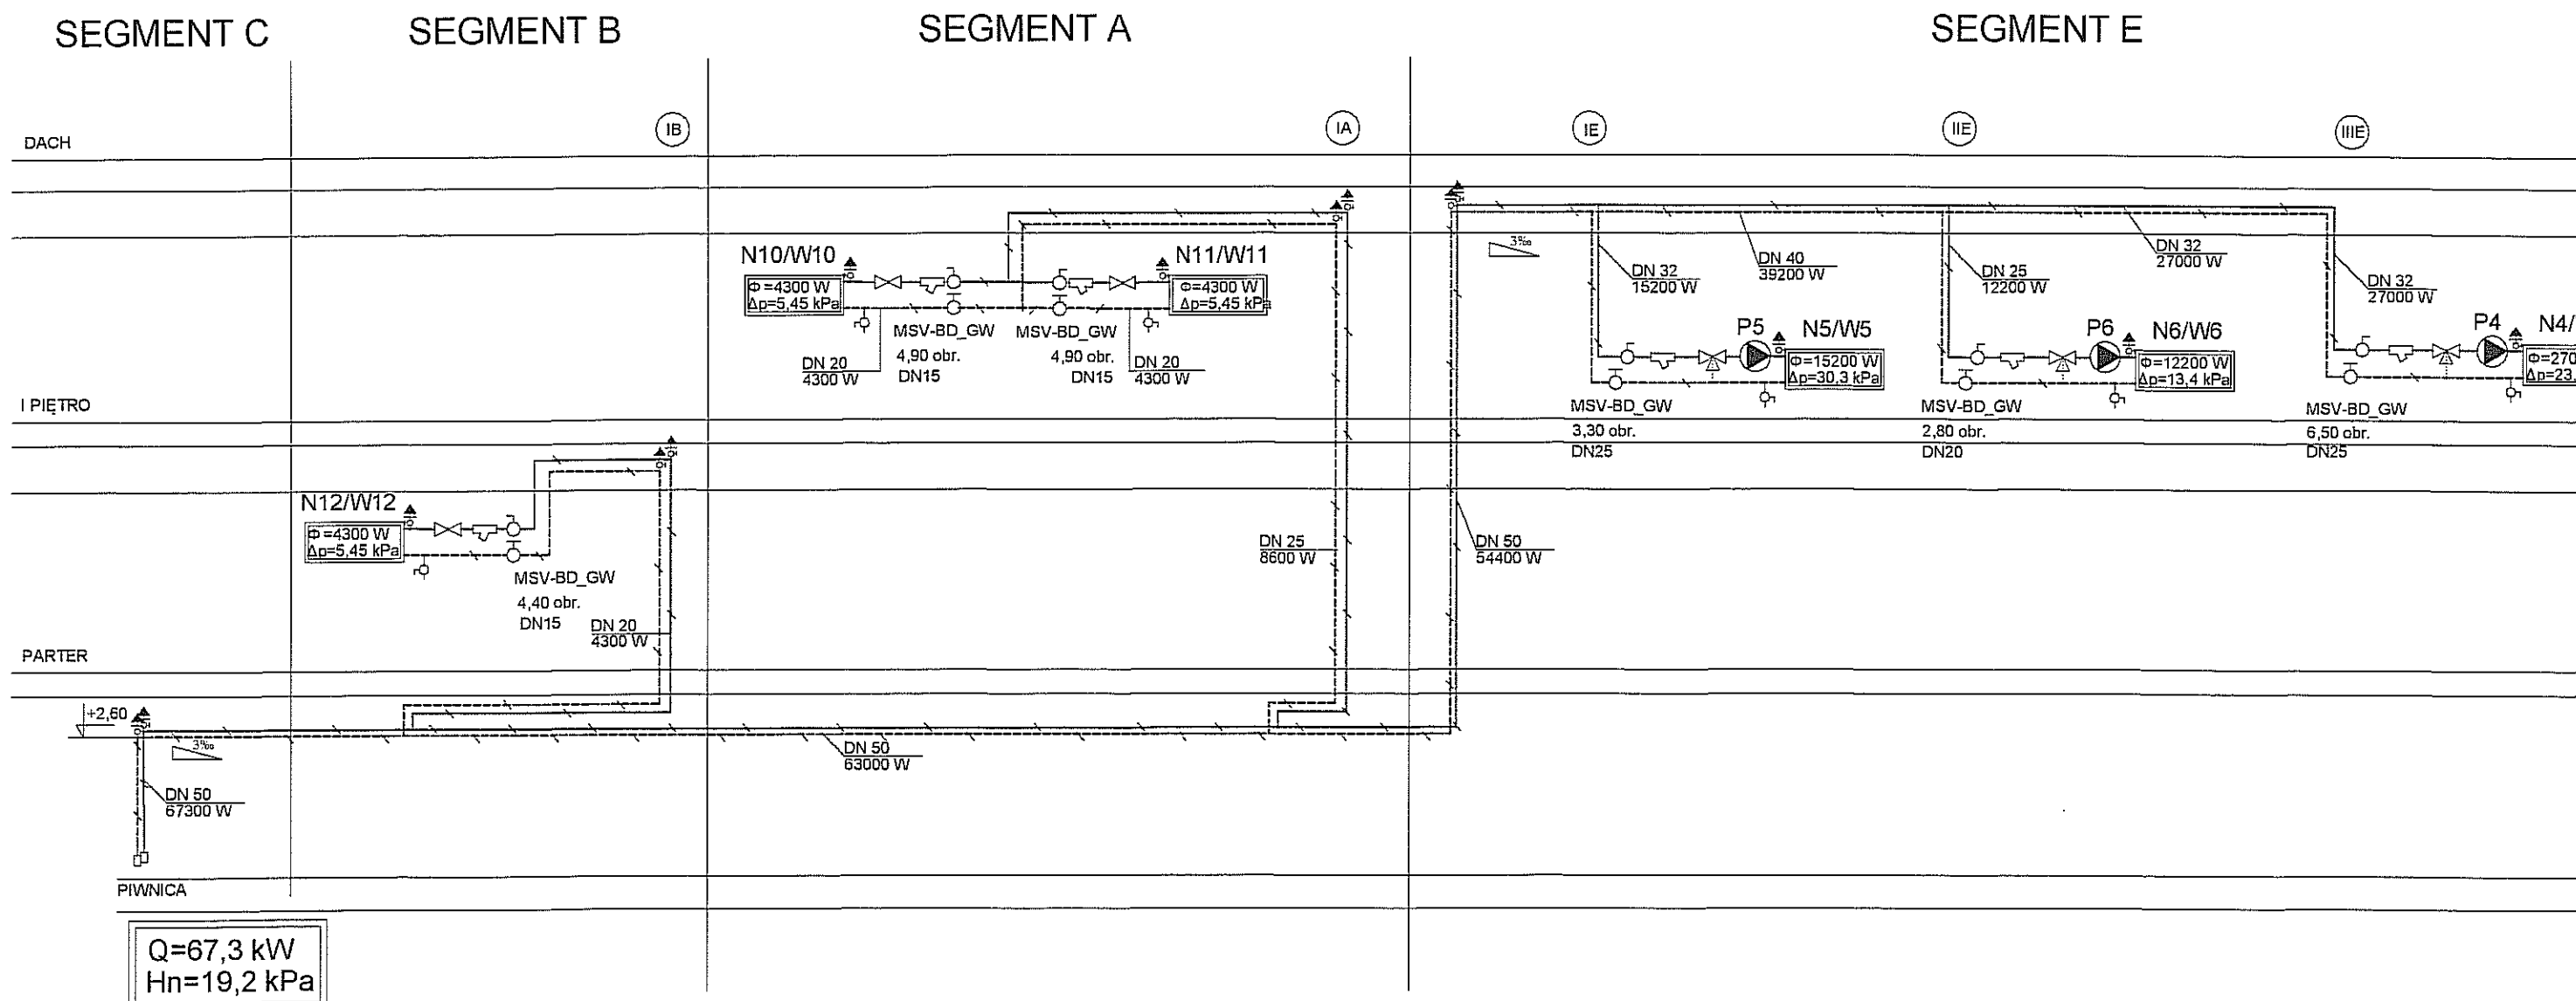 SEGMENT C
SEGMENT B
SEGMENT A
SEGMENT E
IB
IA
IE
IIE
IIIE
DACH
N10/W10
Φ=4300 W
Δp=5,45 kPa
N11/W11
Φ=4300 W
Δp=5,45 kPa
MSV-BD_GW
4,90 obr.
DN15
MSV-BD_GW
4,90 obr.
DN15
DN 20
4300 W
DN 20
4300 W
3‰
DN 32
15200 W
DN 40
39200 W
DN 25
12200 W
DN 32
27000 W
DN 32
27000 W
P5
N5/W5
Φ=15200 W
Δp=30,3 kPa
P6
N6/W6
Φ=12200 W
Δp=13,4 kPa
P4
N4/
Φ=270
Δp=23,
MSV-BD_GW
3,30 obr.
DN25
MSV-BD_GW
2,80 obr.
DN20
MSV-BD_GW
6,50 obr.
DN25
I PIĘTRO
N12/W12
Φ=4300 W
Δp=5,45 kPa
MSV-BD_GW
4,40 obr.
DN15
DN 20
4300 W
DN 25
8600 W
DN 50
54400 W
PARTER
+2,60
3‰
DN 50
63000 W
DN 50
67300 W
PIWNICA
Q=67,3 kW
Hn=19,2 kPa